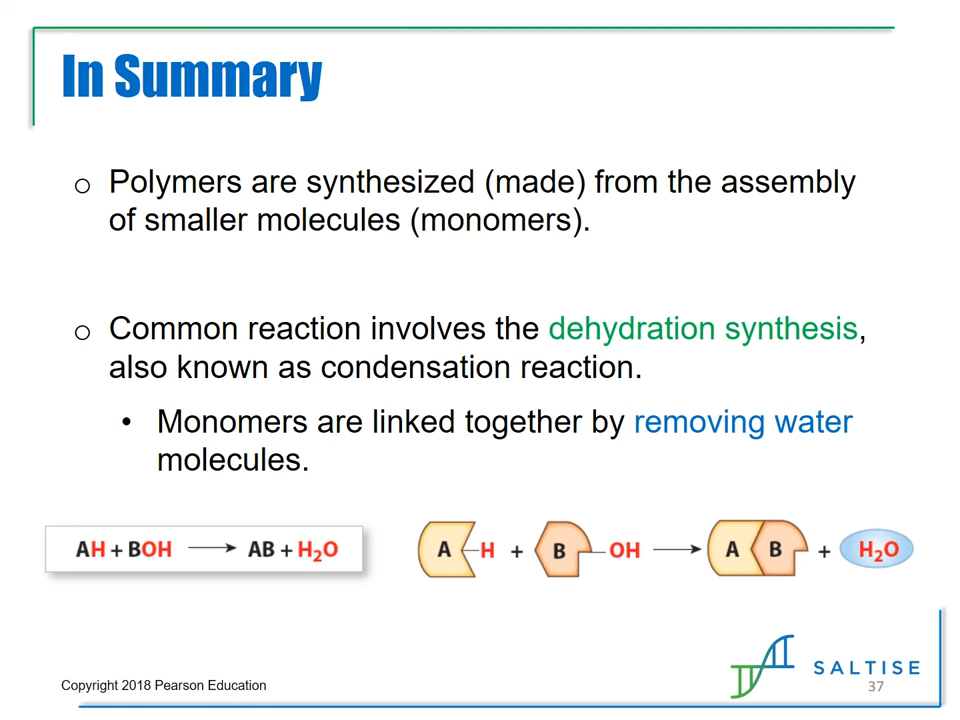 In Summary
o Polymers are synthesized (made) from the assembly
of smaller molecules (monomers).
o Common reaction involves the dehydration synthesis,
also known as condensation reaction.
• Monomers are linked together by removing water
molecules.
AH + BOH → AB + H₂O
A H + B OH → A B + H₂O
SALTISE
Copyright 2018 Pearson Education
37